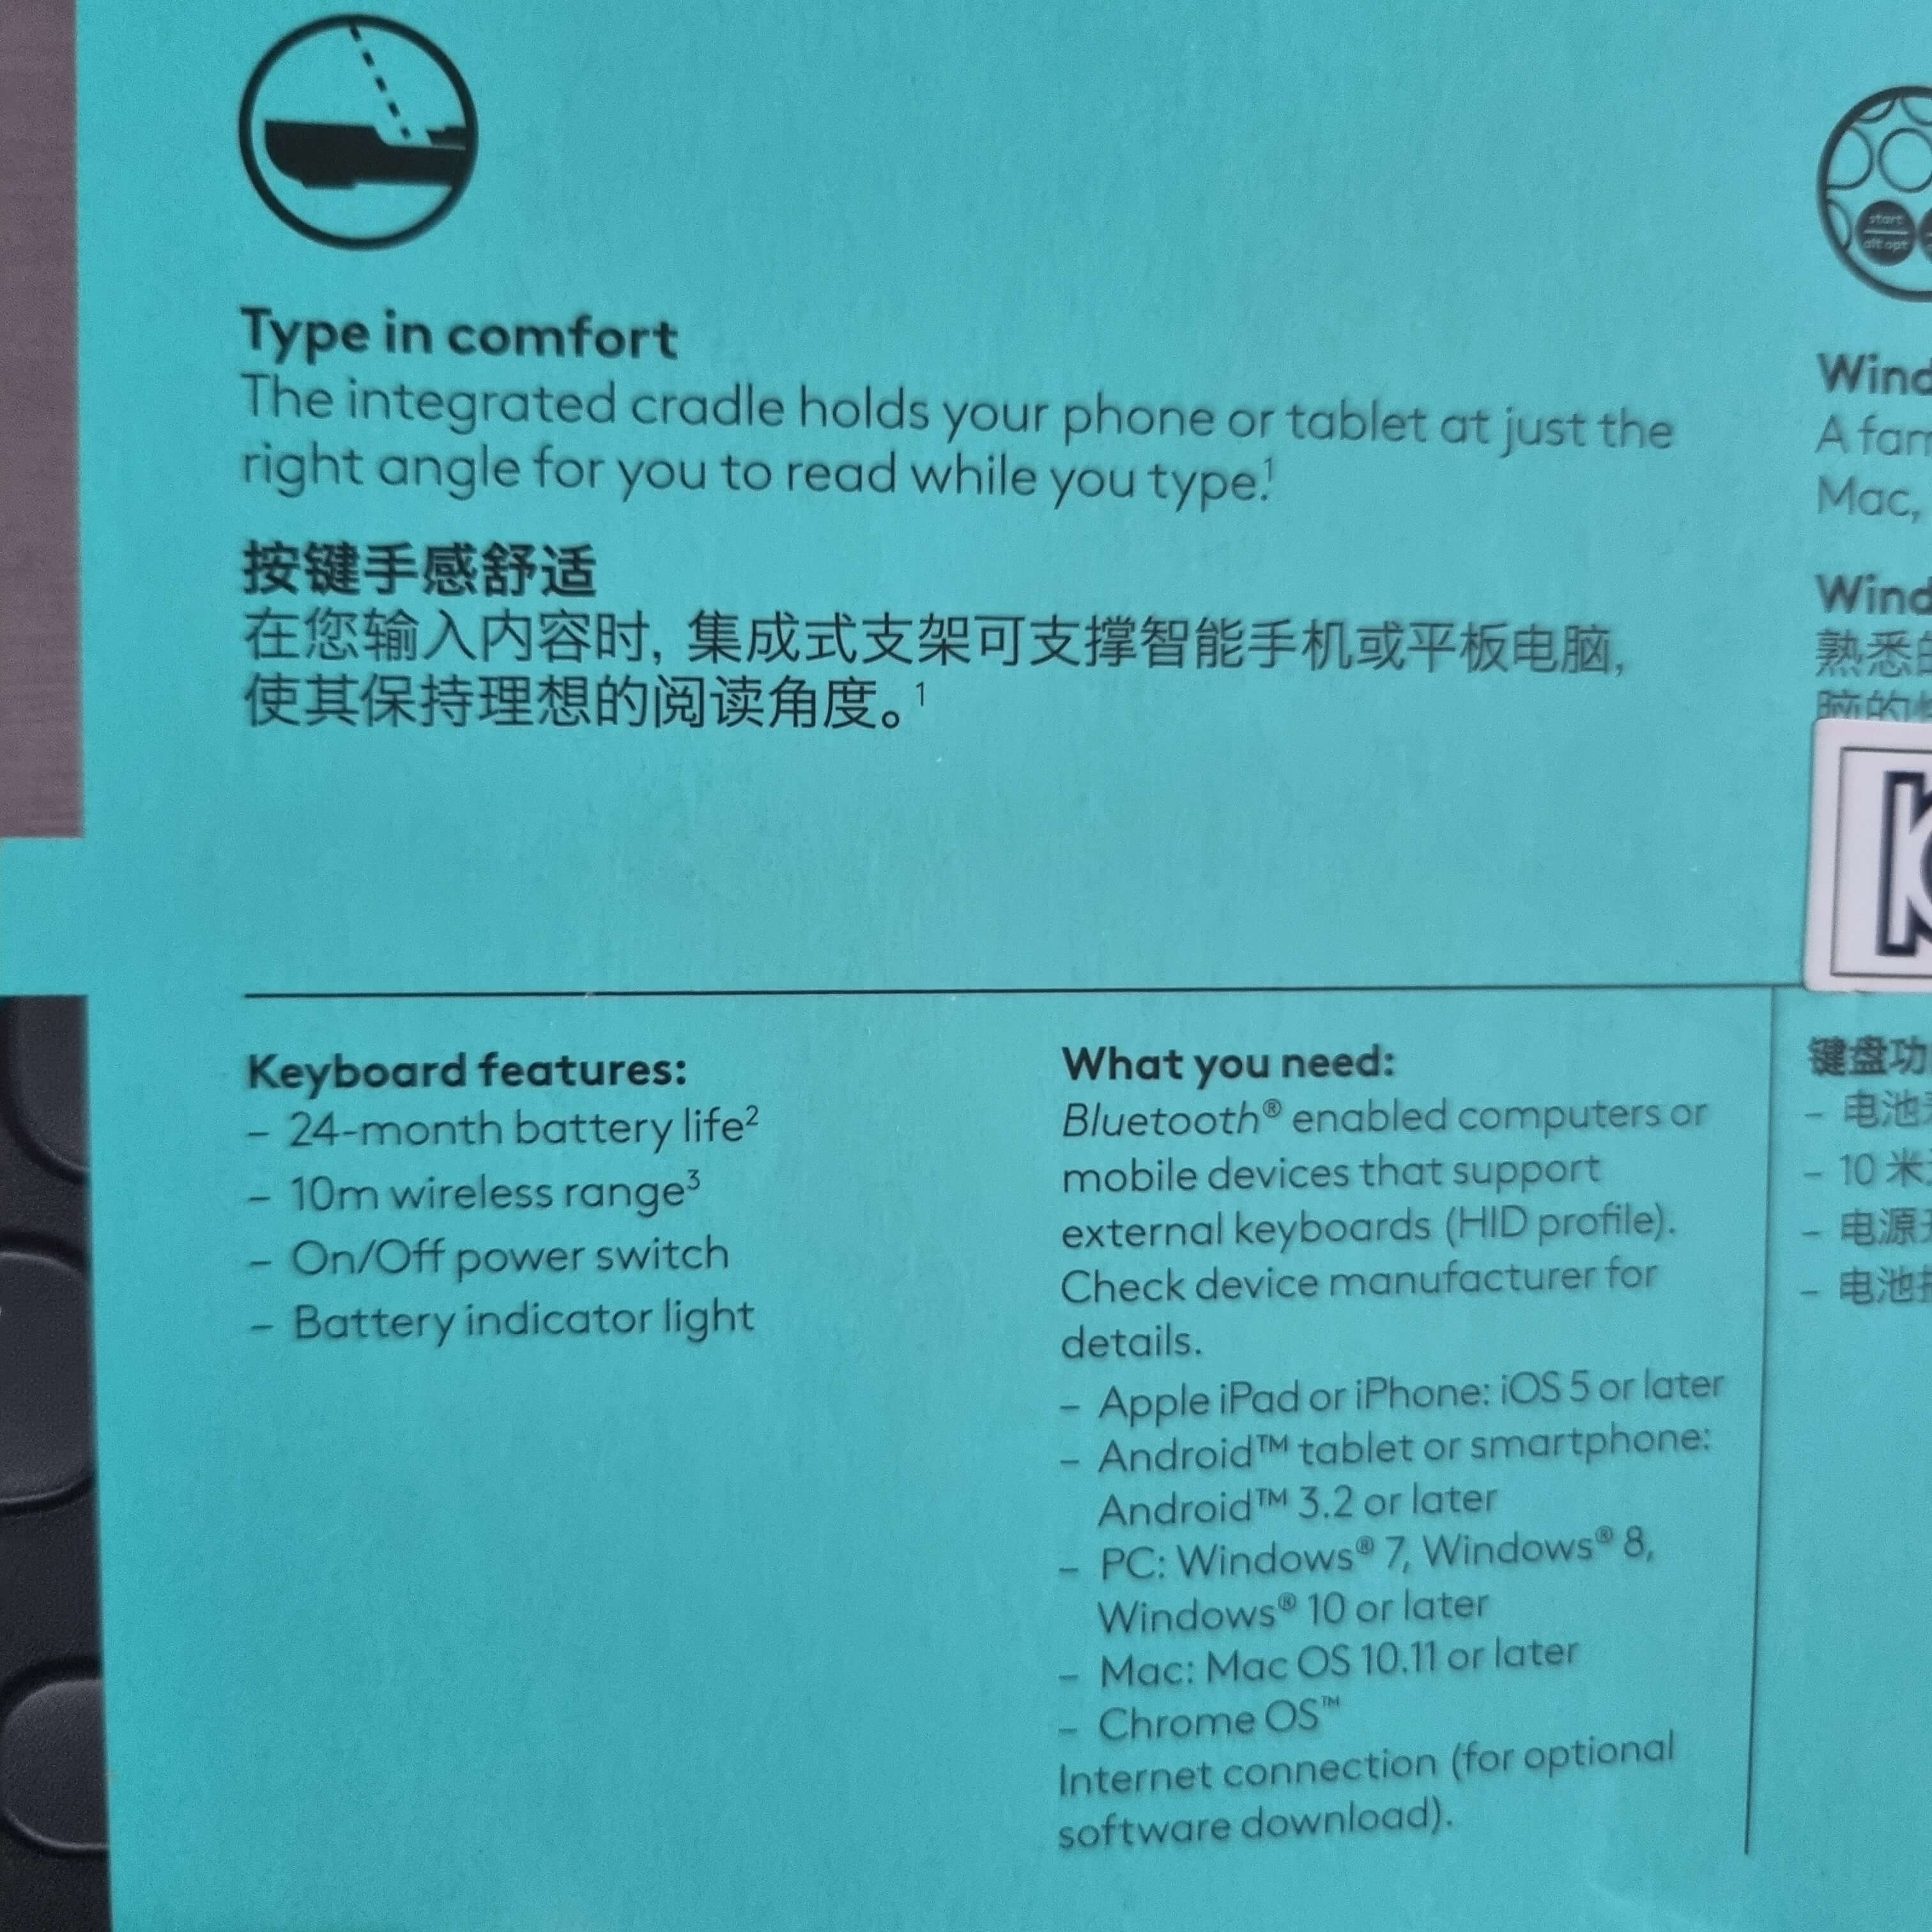 Type in comfort
The integrated cradle holds your phone or tablet at just the
right angle for you to read while you type.¹
按键手感舒适
在您输入内容时, 集成式支架可支撑智能手机或平板电脑,
使其保持理想的阅读角度。¹
start
alt opt
Wind
A fam
Mac,
Wind
熟悉
脑的
Keyboard features:
– 24-month battery life²
– 10m wireless range³
– On/Off power switch
– Battery indicator light
What you need:
Bluetooth® enabled computers or
mobile devices that support
external keyboards (HID profile).
Check device manufacturer for
details.
– Apple iPad or iPhone: iOS 5 or later
– Android™ tablet or smartphone:
Android™ 3.2 or later
– PC: Windows® 7, Windows® 8,
Windows® 10 or later
– Mac: Mac OS 10.11 or later
– Chrome OS™
Internet connection (for optional
software download).
键盘功
– 电池
– 10 米
– 电源
– 电池